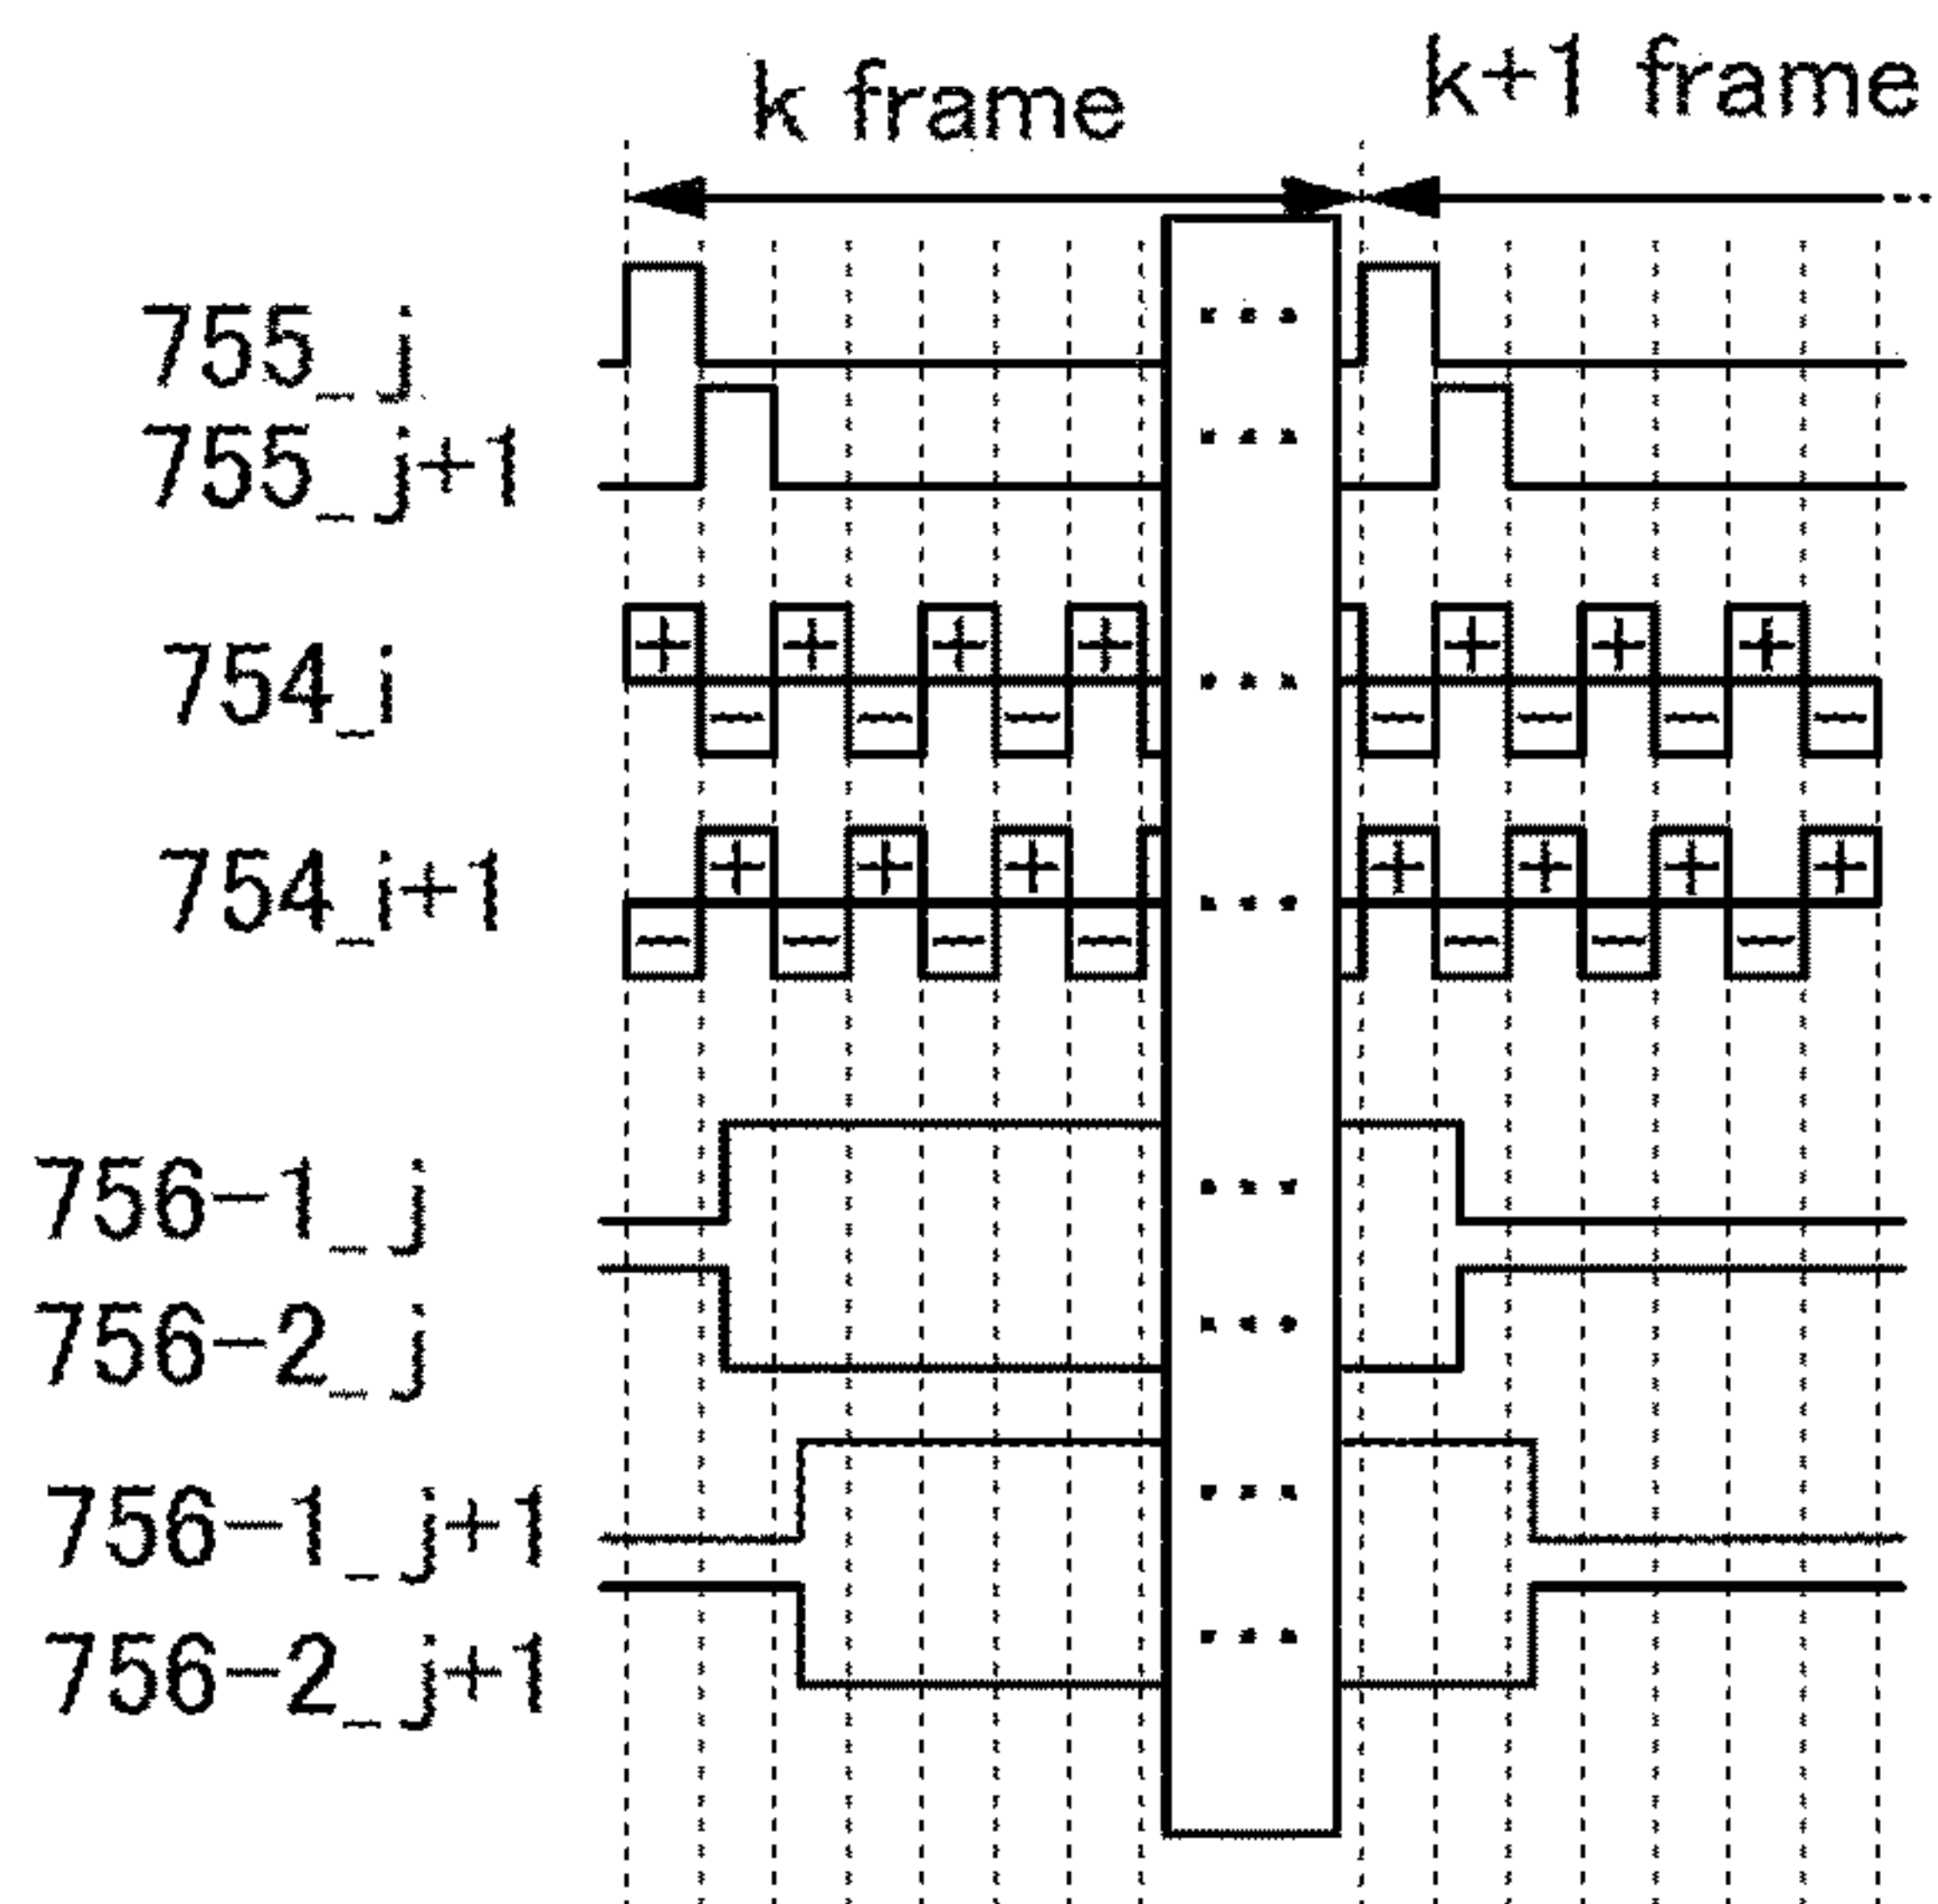 k frame
k+1 frame
755_j
755_j+1
754_i
+ + + + + + +
− − − − − − −
754_i+1
+ + + + + + +
− − − − − − −
756-1_j
756-2_j
756-1_j+1
756-2_j+1